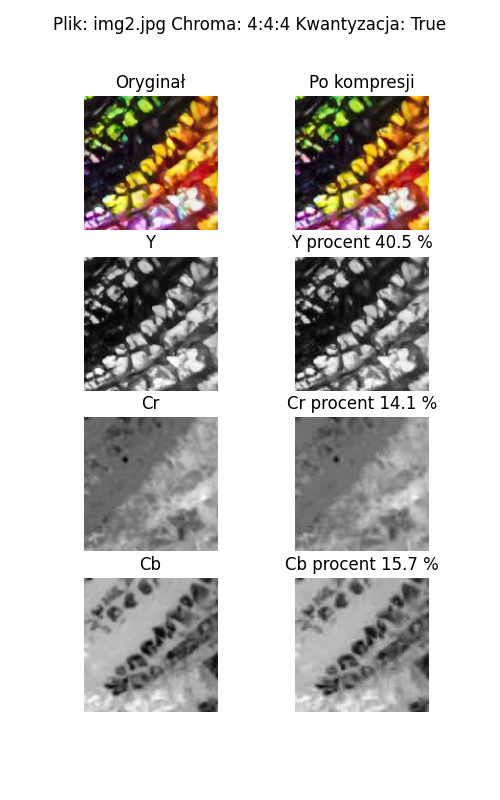 Plik: img2.jpg Chroma: 4:4:4 Kwantyzacja: True
Oryginał
Po kompresji
Y
Y procent 40.5 %
Cr
Cr procent 14.1 %
Cb
Cb procent 15.7 %